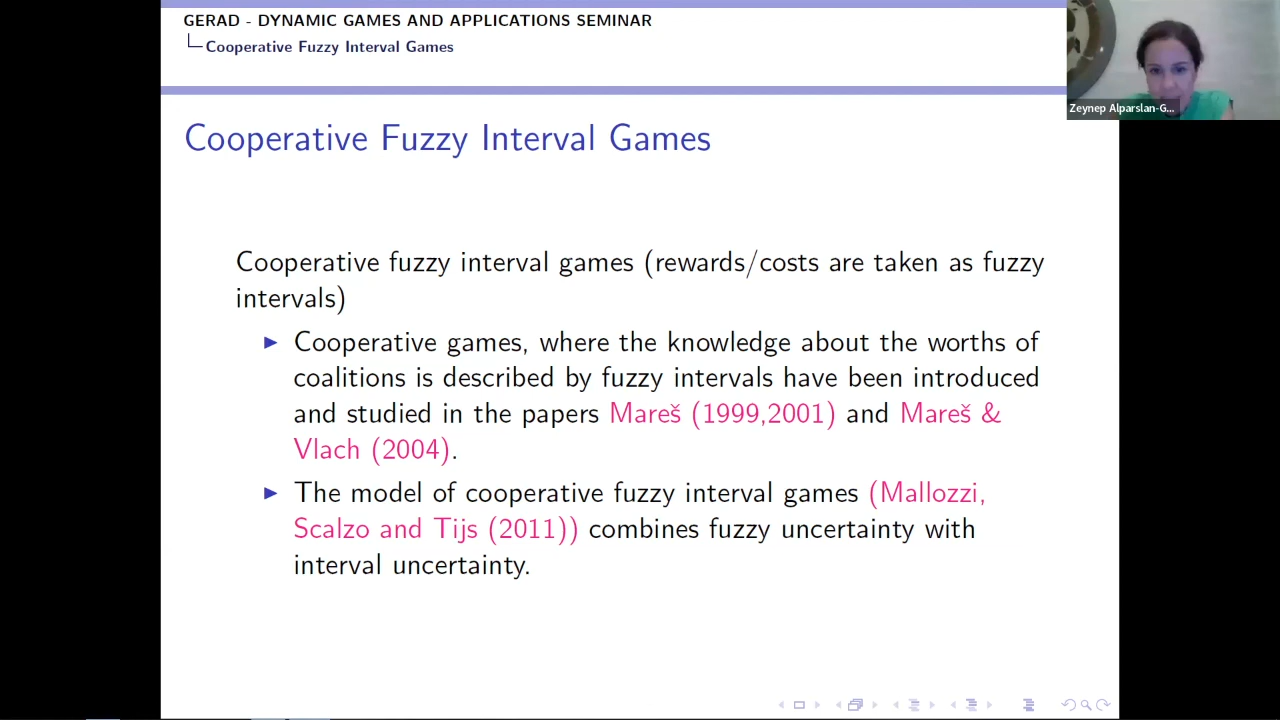 GERAD - DYNAMIC GAMES AND APPLICATIONS SEMINAR
Cooperative Fuzzy Interval Games
Zeynep Alparslan-G...
Cooperative Fuzzy Interval Games
Cooperative fuzzy interval games (rewards/costs are taken as fuzzy
intervals)
Cooperative games, where the knowledge about the worths of
coalitions is described by fuzzy intervals have been introduced
and studied in the papers Mareš (1999,2001) and Mareš &
Vlach (2004).
The model of cooperative fuzzy interval games (Mallozzi,
Scalzo and Tijs (2011)) combines fuzzy uncertainty with
interval uncertainty.